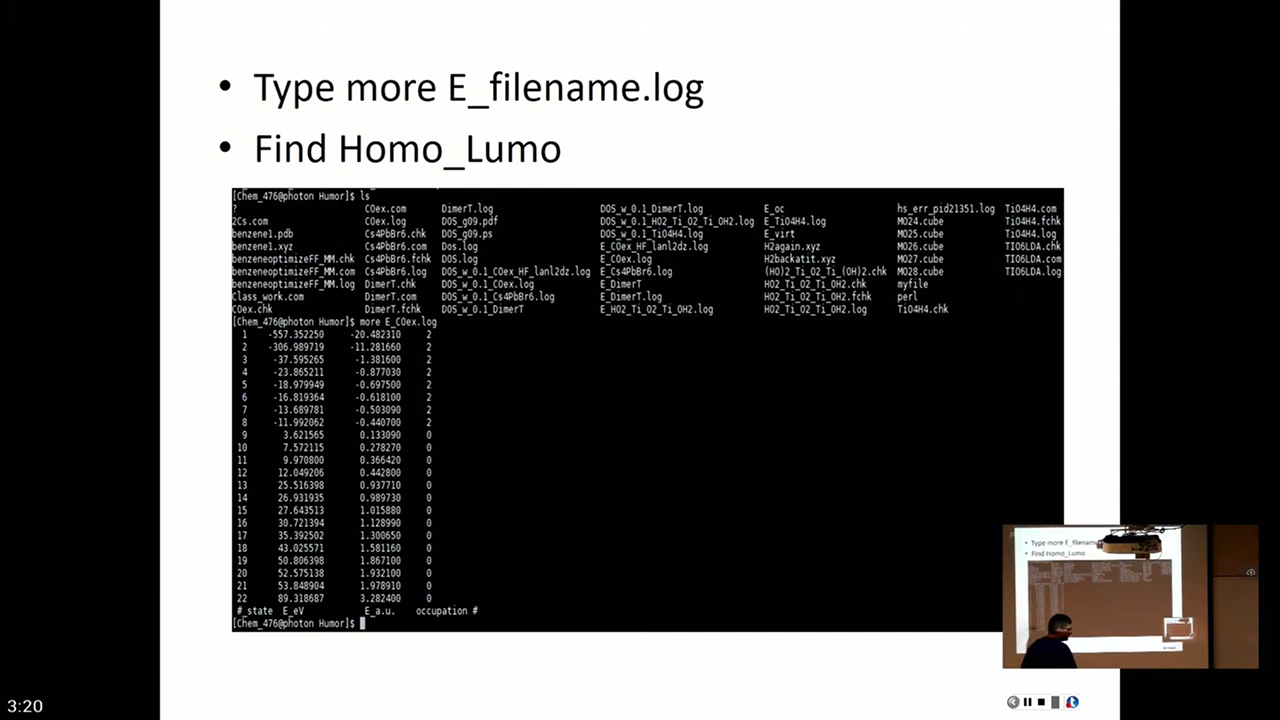 • Type more E_filename.log
• Find Homo_Lumo
[Chem_476@photon Humor]$ ls
? COex.com DimerT.log DOS_w_0.1_DimerT.log E_oc hs_err_pid21351.log TiO4H4.com
2Cs.com COex.log DOS_g09.pdf DOS_w_0.1_HO2_Ti_O2_Ti_OH2.log E_TiO4H4.log MO24.cube TiO4H4.fchk
benzene1.pdb Cs4PbBr6.chk DOS_g09.ps DOS_w_0.1_TiO4H4.log E_virt MO25.cube TiO4H4.log
benzene1.xyz Cs4PbBr6.com Dos.log E_COex_HF_lanl2dz.log H2again.xyz MO26.cube TIO6LDA.chk
benzeneoptimizeFF_MM.chk Cs4PbBr6.fchk DOS.log E_COex.log H2backatit.xyz MO27.cube TIO6LDA.com
benzeneoptimizeFF_MM.com Cs4PbBr6.log DOS_w_0.1_COex_HF_lanl2dz.log E_Cs4PbBr6.log (HO)2_Ti_O2_Ti_(OH)2.chk MO28.cube TIO6LDA.log
benzeneoptimizeFF_MM.log DimerT.chk DOS_w_0.1_COex.log E_DimerT HO2_Ti_O2_Ti_OH2.chk myfile
Class_work.com DimerT.com DOS_w_0.1_Cs4PbBr6.log E_DimerT.log HO2_Ti_O2_Ti_OH2.fchk perl
COex.chk DimerT.fchk DOS_w_0.1_DimerT E_HO2_Ti_O2_Ti_OH2.log HO2_Ti_O2_Ti_OH2.log TiO4H4.chk
[Chem_476@photon Humor]$ more E_COex.log
1 -557.352250 -20.482310 2
2 -306.989719 -11.281660 2
3 -37.595265 -1.381600 2
4 -23.865211 -0.877030 2
5 -18.979949 -0.697500 2
6 -16.819364 -0.618100 2
7 -13.689781 -0.503090 2
8 -11.992062 -0.440700 2
9 3.621565 0.133090 0
10 7.572115 0.278270 0
11 9.970800 0.366420 0
12 12.049206 0.442800 0
13 25.516398 0.937710 0
14 26.931935 0.989730 0
15 27.643513 1.015880 0
16 30.721394 1.128990 0
17 35.392502 1.300650 0
18 43.025571 1.581160 0
19 50.806398 1.867100 0
20 52.575138 1.932100 0
21 53.848904 1.978910 0
22 89.318687 3.282400 0
# state E_eV E_a.u. occupation #
[Chem_476@photon Humor]$
• Type more E_filename
• Find Homo_Lumo
3:20